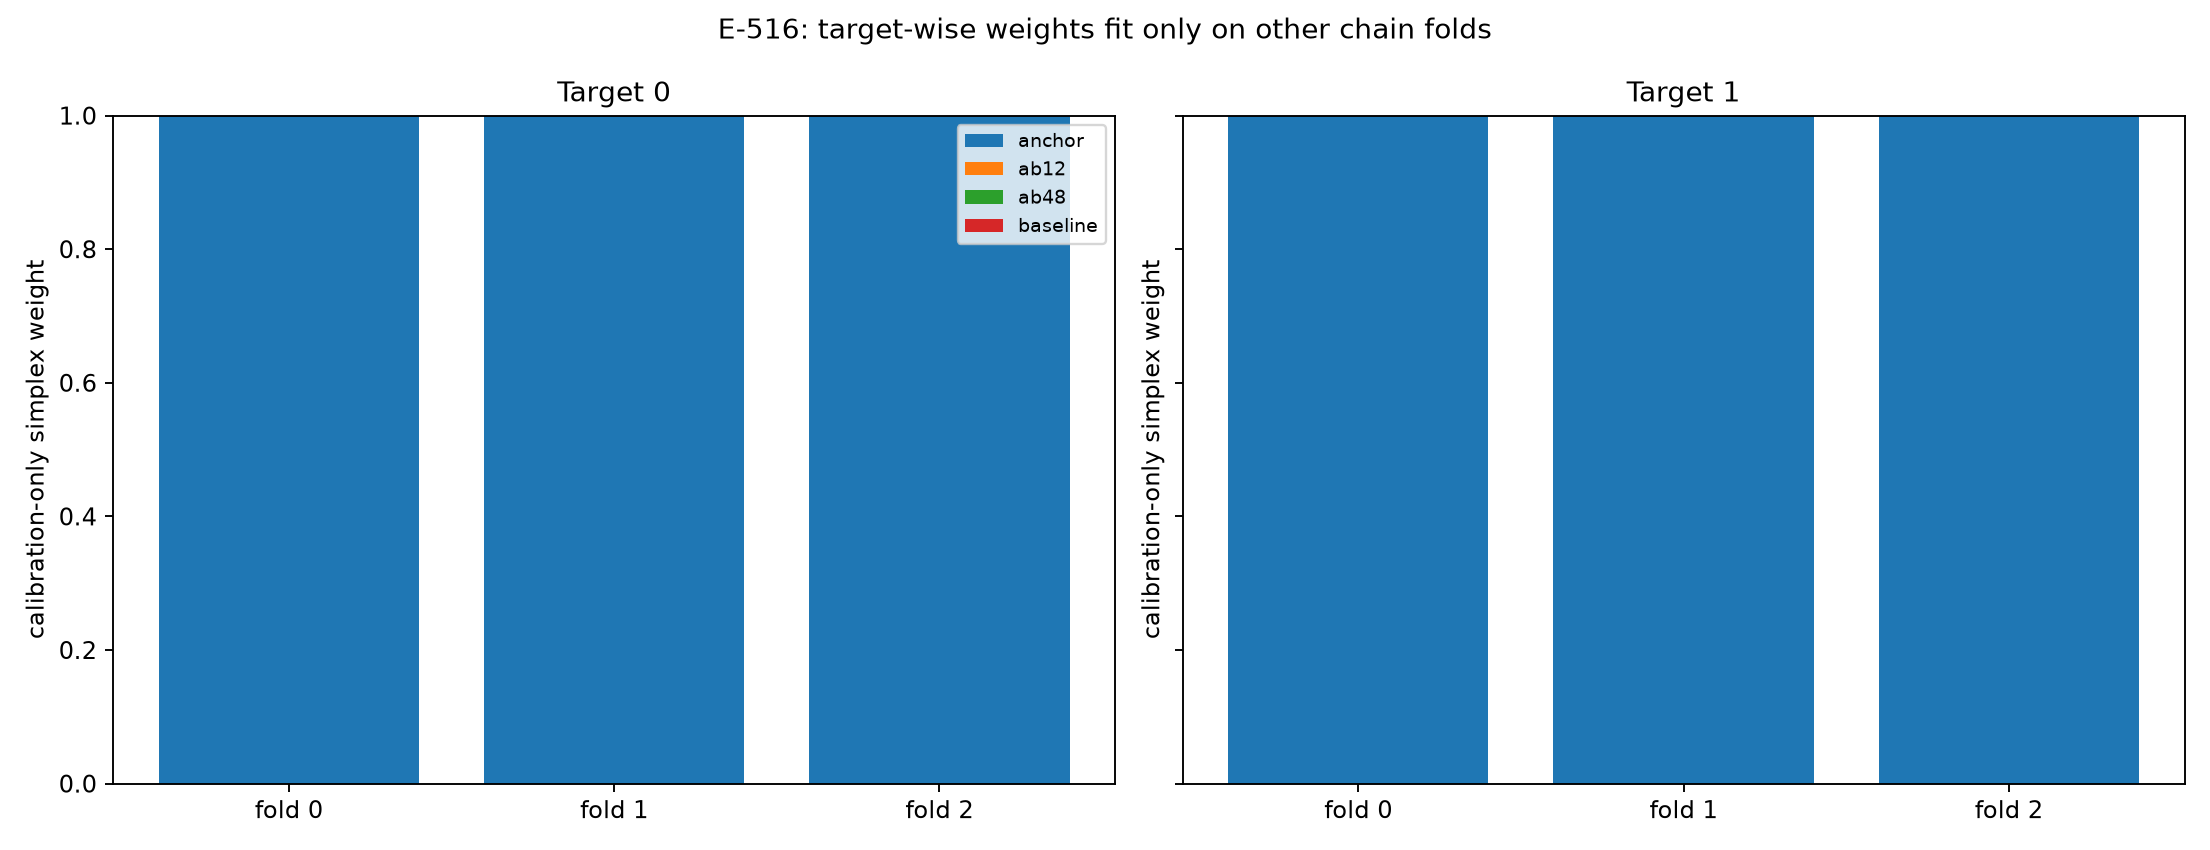 E-516: target-wise weights fit only on other chain folds
Target 0
calibration-only simplex weight
1.0
0.8
0.6
0.4
0.2
0.0
anchor
ab12
ab48
baseline
fold 0
fold 1
fold 2
Target 1
calibration-only simplex weight
fold 0
fold 1
fold 2